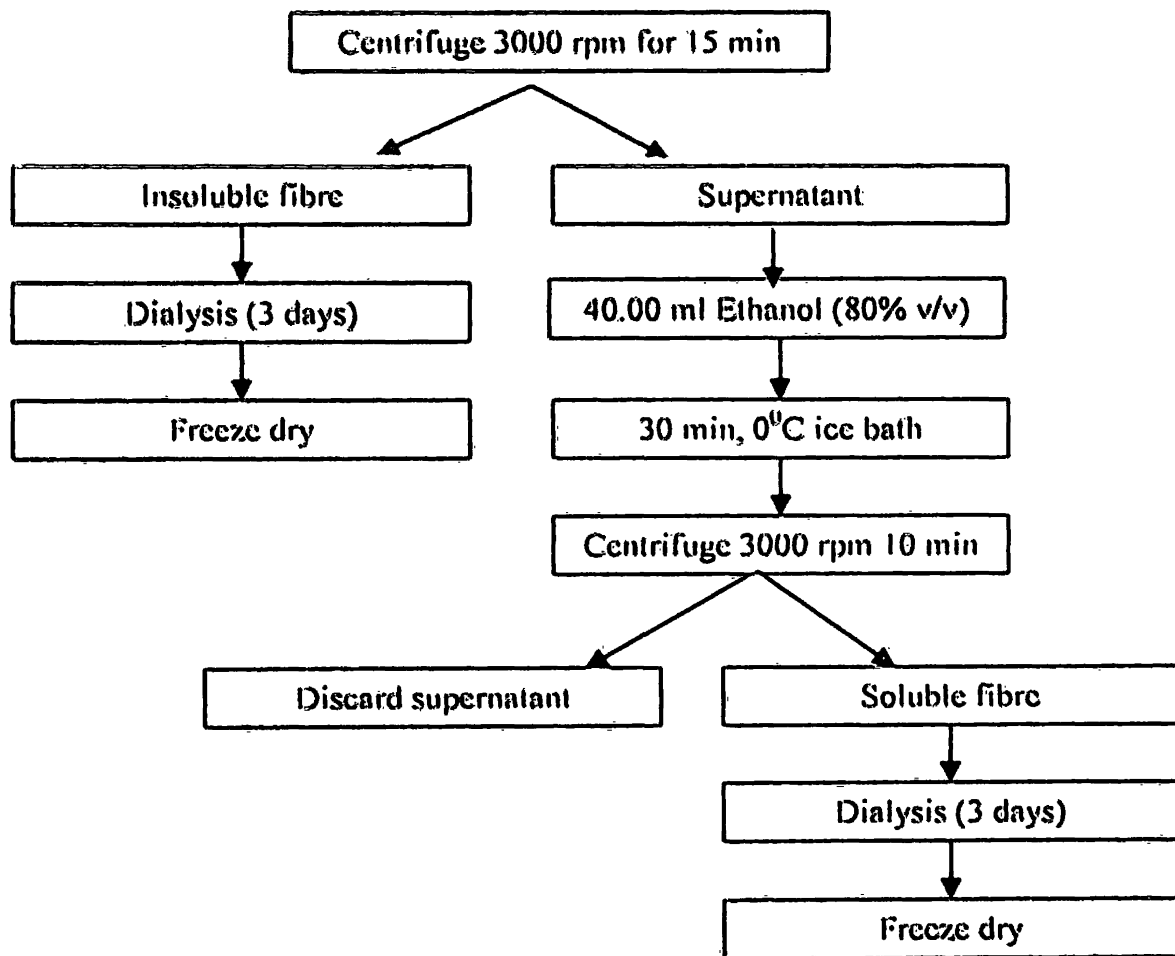 Centrifuge 3000 rpm for 15 min
Insoluble fibre
Supernatant
Dialysis (3 days)
40.00 ml Ethanol (80% v/v)
Freeze dry
30 min, 0⁰C ice bath
Centrifuge 3000 rpm 10 min
Discard supernatant
Soluble fibre
Dialysis (3 days)
Freeze dry